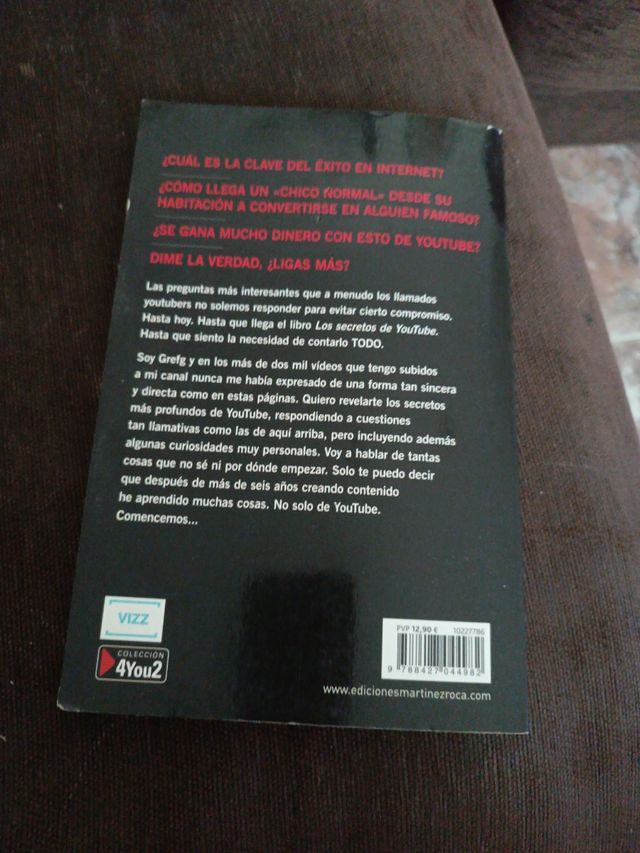 ¿CUÁL ES LA CLAVE DEL ÉXITO EN INTERNET?
¿CÓMO LLEGA UN «CHICO NORMAL» DESDE SU
HABITACIÓN A CONVERTIRSE EN ALGUIEN FAMOSO?
¿SE GANA MUCHO DINERO CON ESTO DE YOUTUBE?
DIME LA VERDAD, ¿LIGAS MÁS?
Las preguntas más interesantes que a menudo los llamados
youtubers no solemos responder para evitar cierto compromiso.
Hasta hoy. Hasta que llega el libro Los secretos de YouTube.
Hasta que siento la necesidad de contarlo TODO.
Soy Grefg y en los más de dos mil vídeos que tengo subidos
a mi canal nunca me había expresado de una forma tan sincera
y directa como en estas páginas. Quiero revelarte los secretos
más profundos de YouTube, respondiendo a cuestiones
tan llamativas como las de aquí arriba, pero incluyendo además
algunas curiosidades muy personales. Voy a hablar de tantas
cosas que no sé ni por dónde empezar. Solo te puedo decir
que después de más de seis años creando contenido
he aprendido muchas cosas. No solo de YouTube.
Comencemos...
VIZZ
COLECCIÓN
4You2
PVP 12,90 € 10227786
9 788427 044982
www.edicionesmartinezroca.com